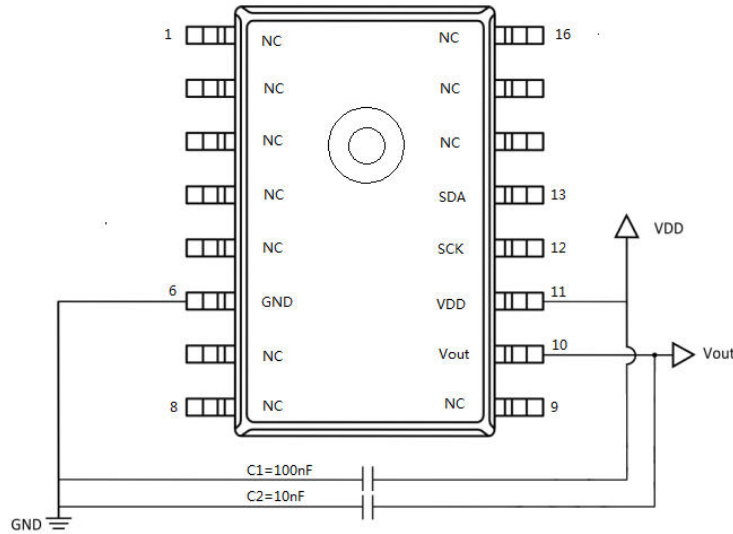 1 NC NC 16
NC NC
NC NC
NC SDA 13
NC SCK 12
VDD
6 GND VDD 11
NC Vout 10
Vout
8 NC NC 9
C1=100nF
C2=10nF
GND